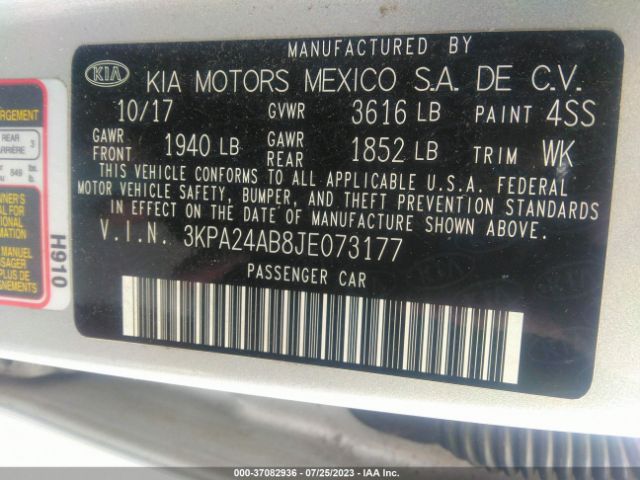 MANUFACTURED BY
KIA KIA MOTORS MEXICO S.A. DE C.V.
10/17 GVWR 3616 LB PAINT 4SS
GAWR FRONT 1940 LB GAWR REAR 1852 LB TRIM WK
THIS VEHICLE CONFORMS TO ALL APPLICABLE U.S.A. FEDERAL
MOTOR VEHICLE SAFETY, BUMPER, AND THEFT PREVENTION STANDARDS
IN EFFECT ON THE DATE OF MANUFACTURE SHOWN ABOVE.
V.I.N. 3KPA24AB8JE073177
PASSENGER CAR
REAR 3
H910
000-37082936 - 07/25/2023 - IAA Inc.